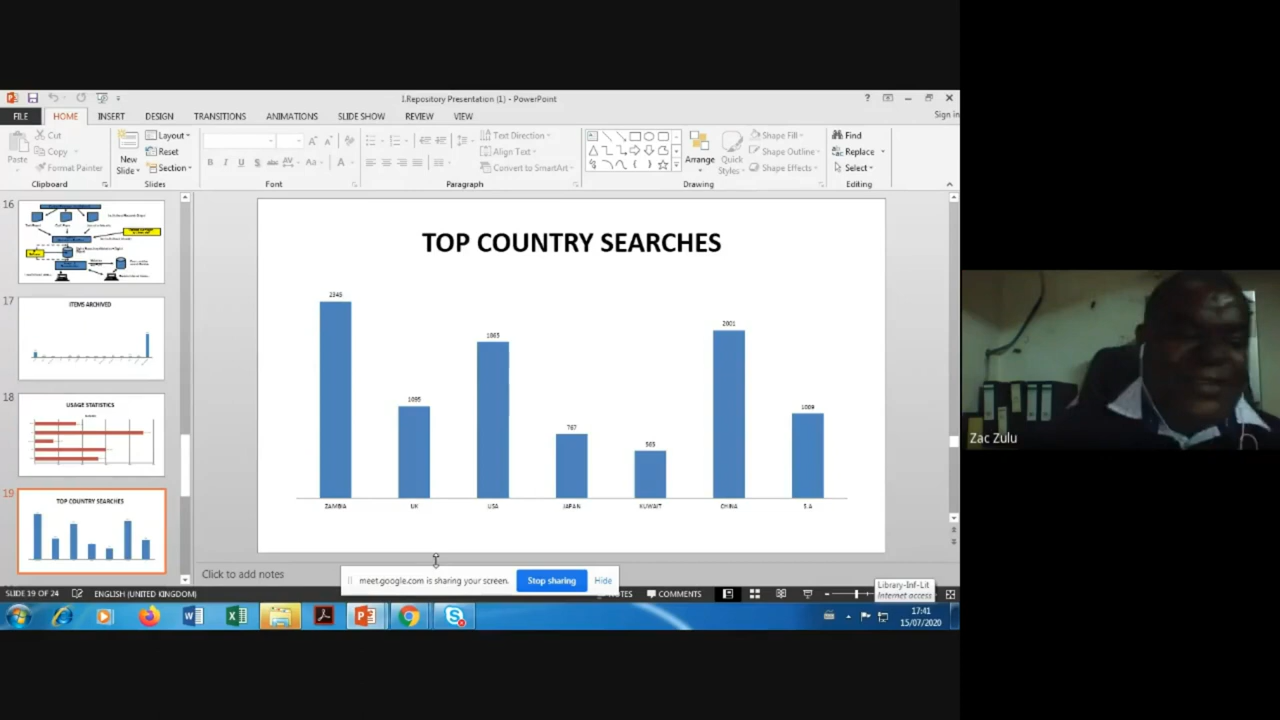 I.Repository Presentation (1) - PowerPoint
FILE HOME INSERT DESIGN TRANSITIONS ANIMATIONS SLIDE SHOW REVIEW VIEW Sign in
Paste
Cut
Copy
Format Painter
Clipboard
New Slide
Layout
Reset
Section
Slides
Font
Text Direction
Align Text
Convert to SmartArt
Paragraph
Arrange
Quick Styles
Shape Fill
Shape Outline
Shape Effects
Drawing
Find
Replace
Select
Editing
16
17
ITEMS ARCHIVED
18
USAGE STATISTICS
19
TOP COUNTRY SEARCHES
TOP COUNTRY SEARCHES
2345
1095
767
565
2001
1009
ZAMBIA UK USA JAPAN KUWAIT CHINA S.A
Click to add notes
meet.google.com is sharing your screen. Stop sharing Hide
SLIDE 19 OF 24 ENGLISH (UNITED KINGDOM) COMMENTS
Library-Inf-Lit
Internet access
17:41
15/07/2020
Zac Zulu